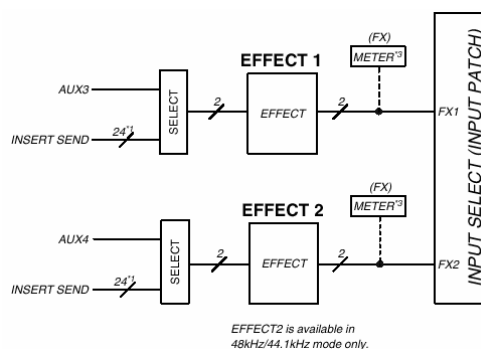 EFFECT 1
(FX)
METER*3
AUX3
SELECT
2
EFFECT
2
FX1
INSERT SEND
24*1
EFFECT 2
(FX)
METER*3
AUX4
SELECT
2
EFFECT
2
FX2
INSERT SEND
24*1
INPUT SELECT (INPUT PATCH)
EFFECT2 is available in
48kHz/44.1kHz mode only.